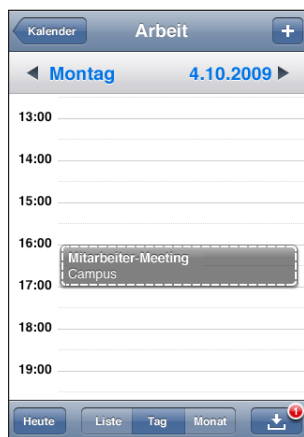 Kalender Arbeit +
Montag 4.10.2009
13:00
14:00
15:00
16:00
Mitarbeiter-Meeting
Campus
17:00
18:00
19:00
Heute Liste Tag Monat 1